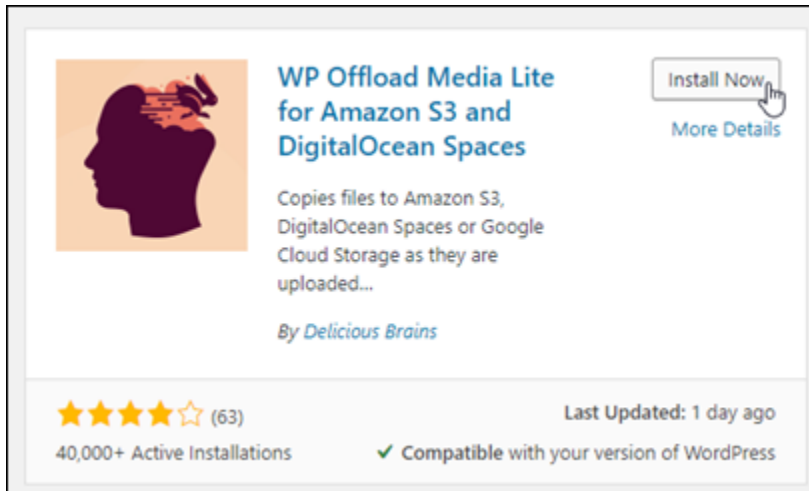 WP Offload Media Lite
for Amazon S3 and
DigitalOcean Spaces
Install Now
More Details
Copies files to Amazon S3,
DigitalOcean Spaces or Google
Cloud Storage as they are
uploaded...
By Delicious Brains
(63)
Last Updated: 1 day ago
40,000+ Active Installations
✓ Compatible with your version of WordPress